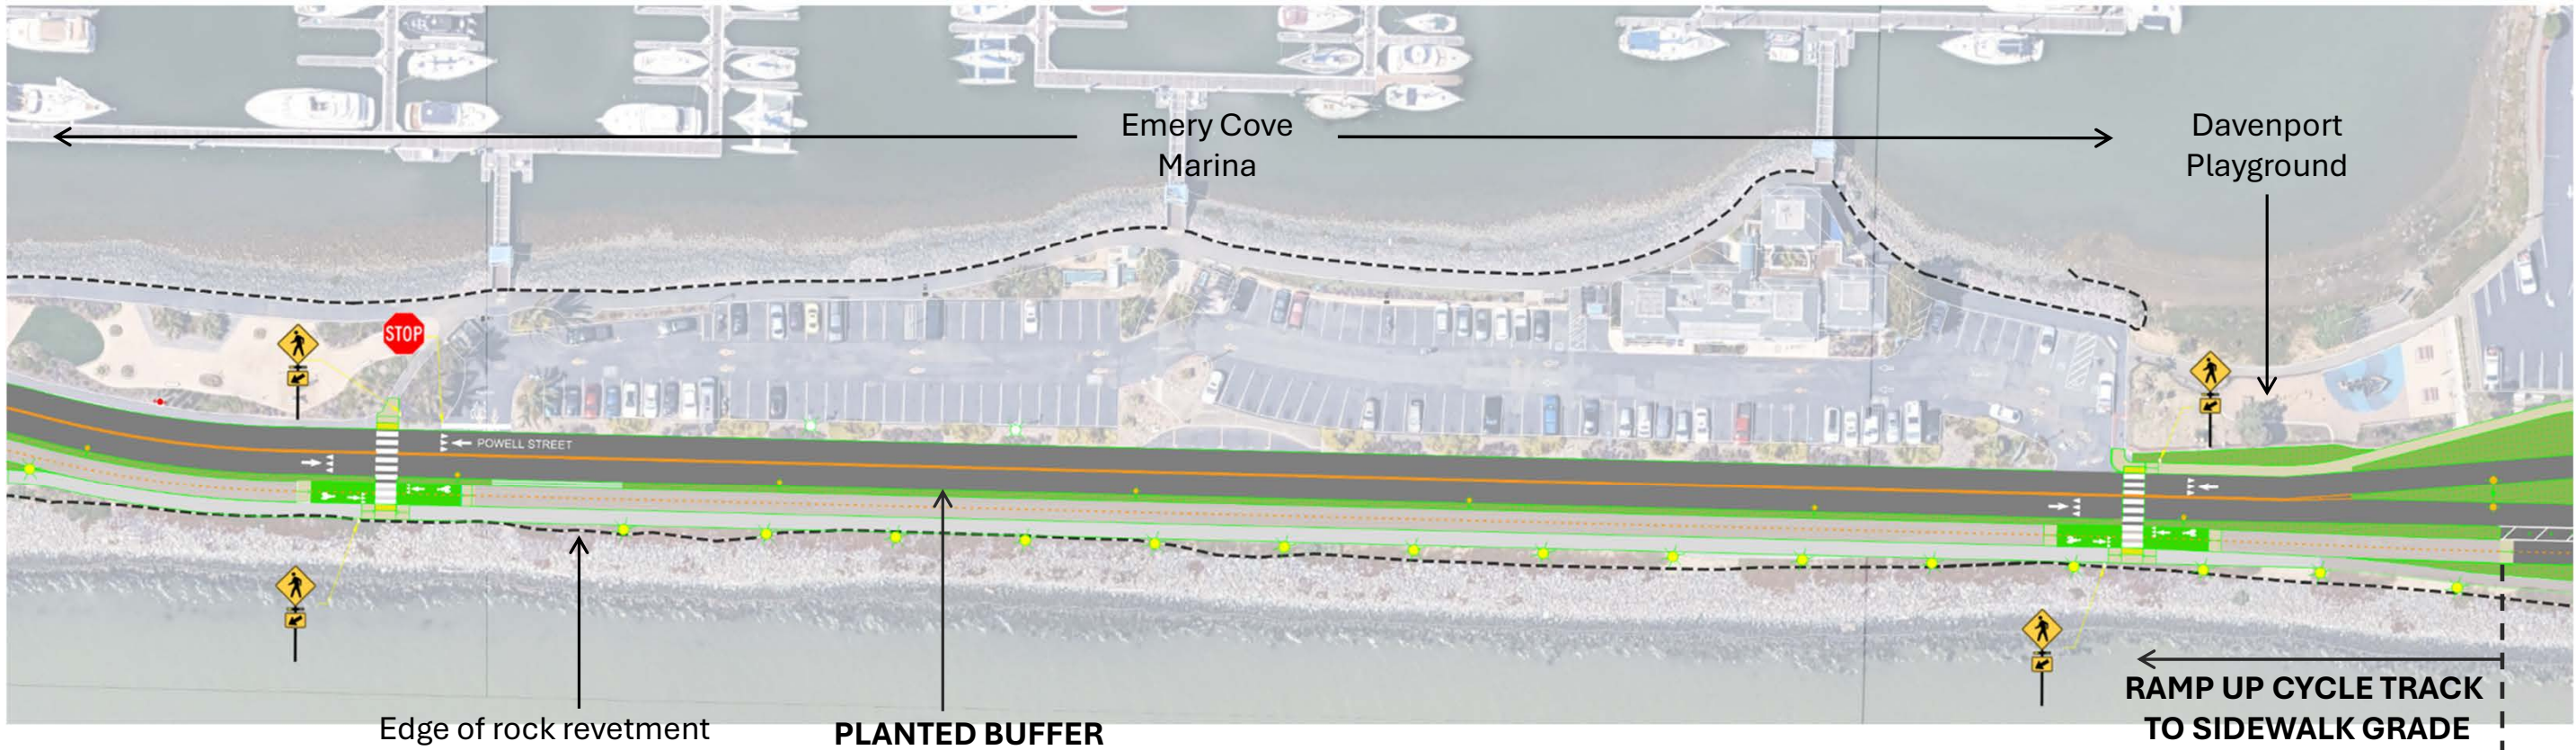 Emery Cove
Marina
Davenport
Playground
STOP
POWELL STREET
Edge of rock revetment
PLANTED BUFFER
RAMP UP CYCLE TRACK
TO SIDEWALK GRADE